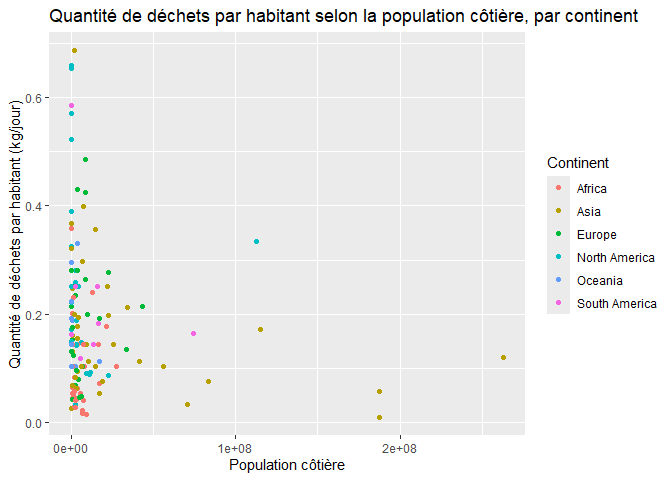 Quantité de déchets par habitant selon la population côtière, par continent
Quantité de déchets par habitant (kg/jour)
0.6
0.4
0.2
0.0
0e+00
1e+08
2e+08
Population côtière
Continent
Africa
Asia
Europe
North America
Oceania
South America